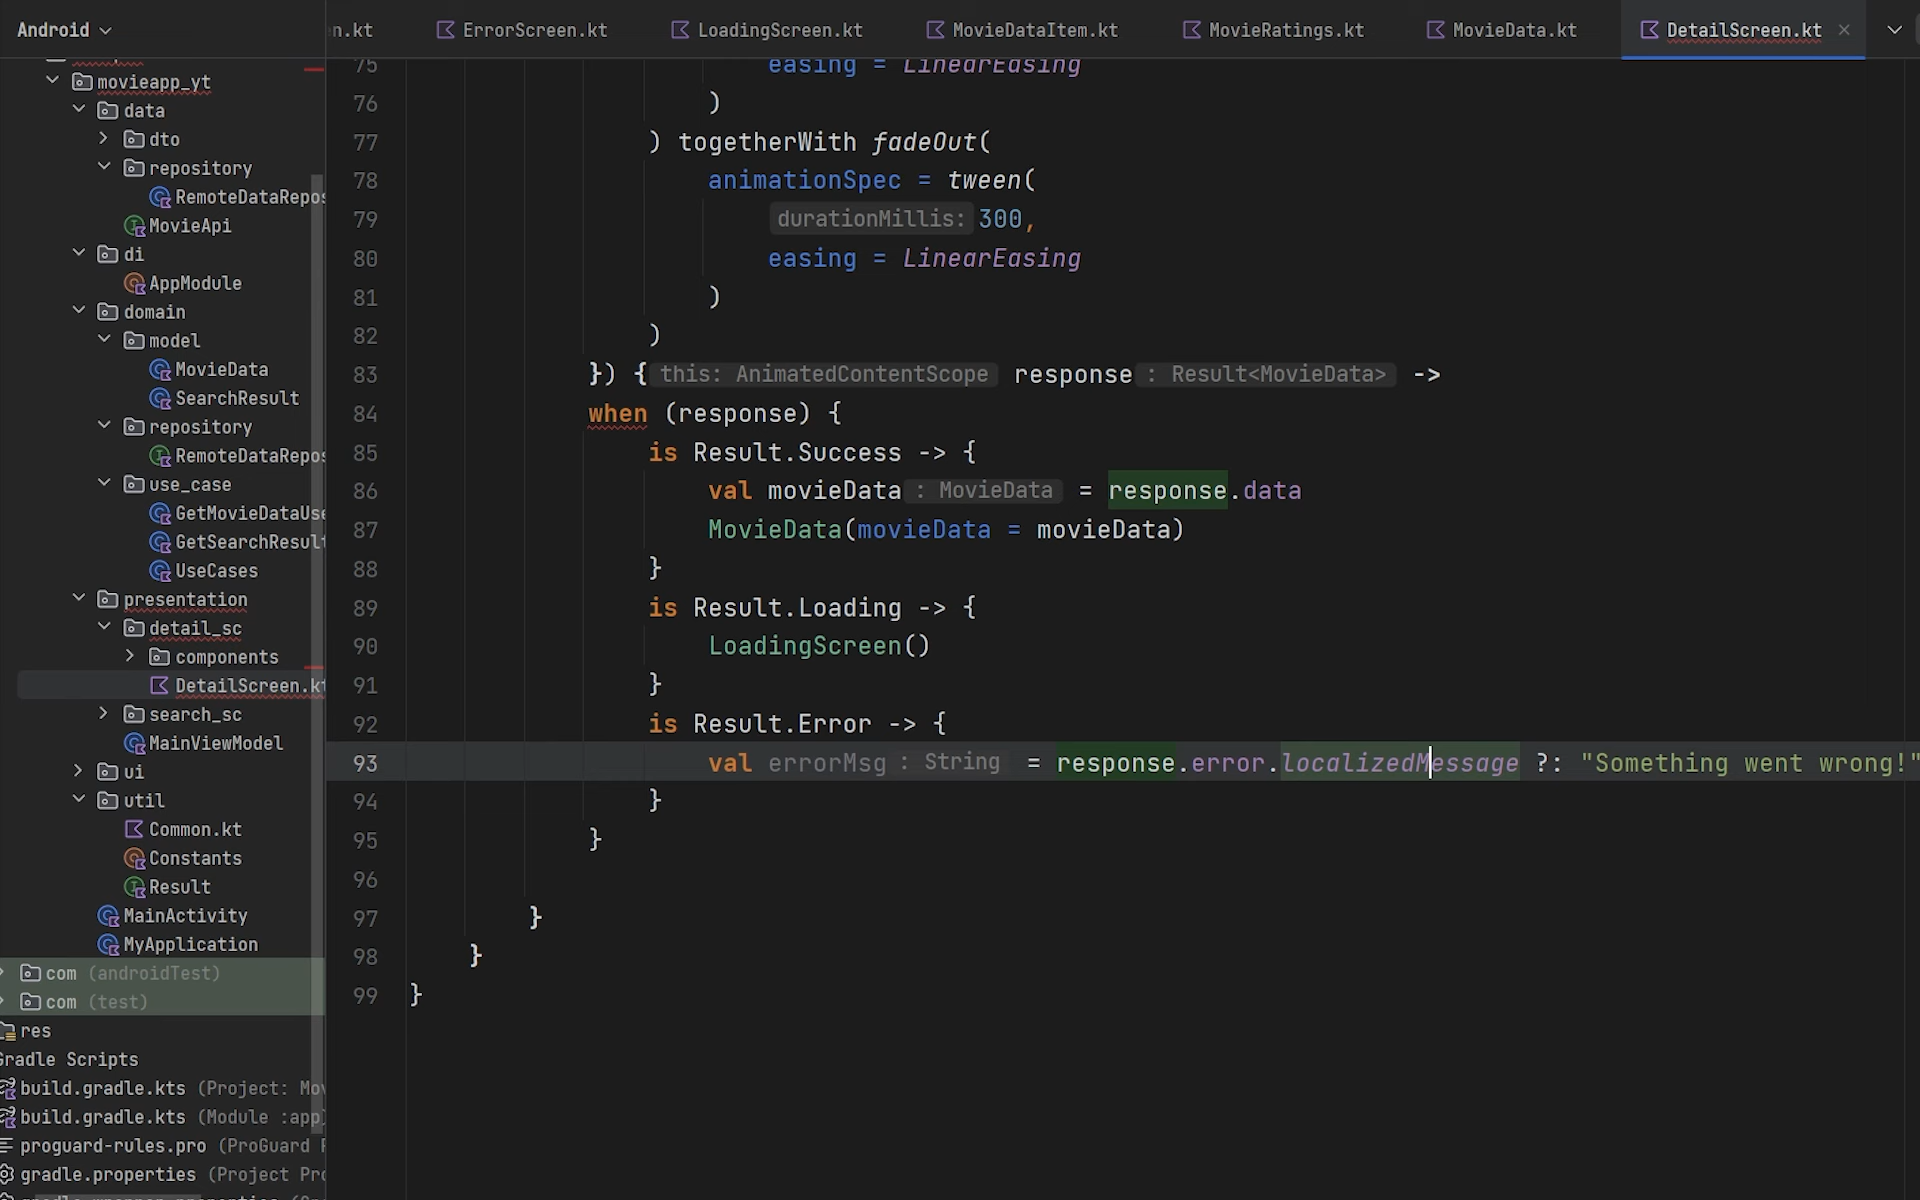 Android
n.kt
ErrorScreen.kt
LoadingScreen.kt
MovieDataItem.kt
MovieRatings.kt
MovieData.kt
DetailScreen.kt
movieapp_yt
data
dto
repository
RemoteDataRepos
MovieApi
di
AppModule
domain
model
MovieData
SearchResult
repository
RemoteDataRepos
use_case
GetMovieDataUse
GetSearchResult
UseCases
presentation
detail_sc
components
DetailScreen.kt
search_sc
MainViewModel
ui
util
Common.kt
Constants
Result
MainActivity
MyApplication
com (androidTest)
com (test)
res
Gradle Scripts
build.gradle.kts (Project: Mov
build.gradle.kts (Module :app)
proguard-rules.pro (ProGuard R
gradle.properties (Project Pro
75 easing = LinearEasing
76 )
77 ) togetherWith fadeOut(
78 animationSpec = tween(
79 durationMillis: 300,
80 easing = LinearEasing
81 )
82 )
83 }) { this: AnimatedContentScope response : Result<MovieData> ->
84 when (response) {
85 is Result.Success -> {
86 val movieData : MovieData = response.data
87 MovieData(movieData = movieData)
88 }
89 is Result.Loading -> {
90 LoadingScreen()
91 }
92 is Result.Error -> {
93 val errorMsg : String = response.error.localizedMessage ?: "Something went wrong!"
94 }
95 }
96
97 }
98 }
99 }